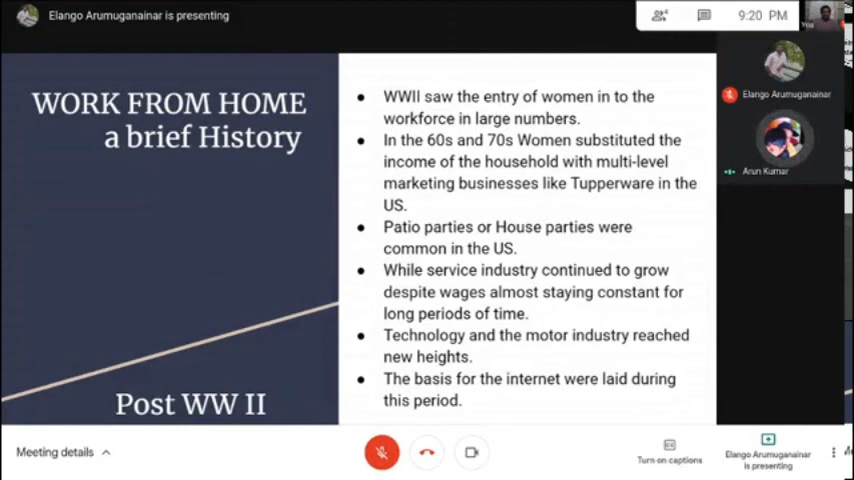 Elango Arumuganainar is presenting
4
9:20 PM
You
WORK FROM HOME
a brief History
Post WW II
● WWII saw the entry of women in to the
workforce in large numbers.
● In the 60s and 70s Women substituted the
income of the household with multi-level
marketing businesses like Tupperware in the
US.
● Patio parties or House parties were
common in the US.
● While service industry continued to grow
despite wages almost staying constant for
long periods of time.
● Technology and the motor industry reached
new heights.
● The basis for the internet were laid during
this period.
Elango Arumuganainar
Arun Kumar
Meeting details
Turn on captions
Elango Arumuganainar
is presenting